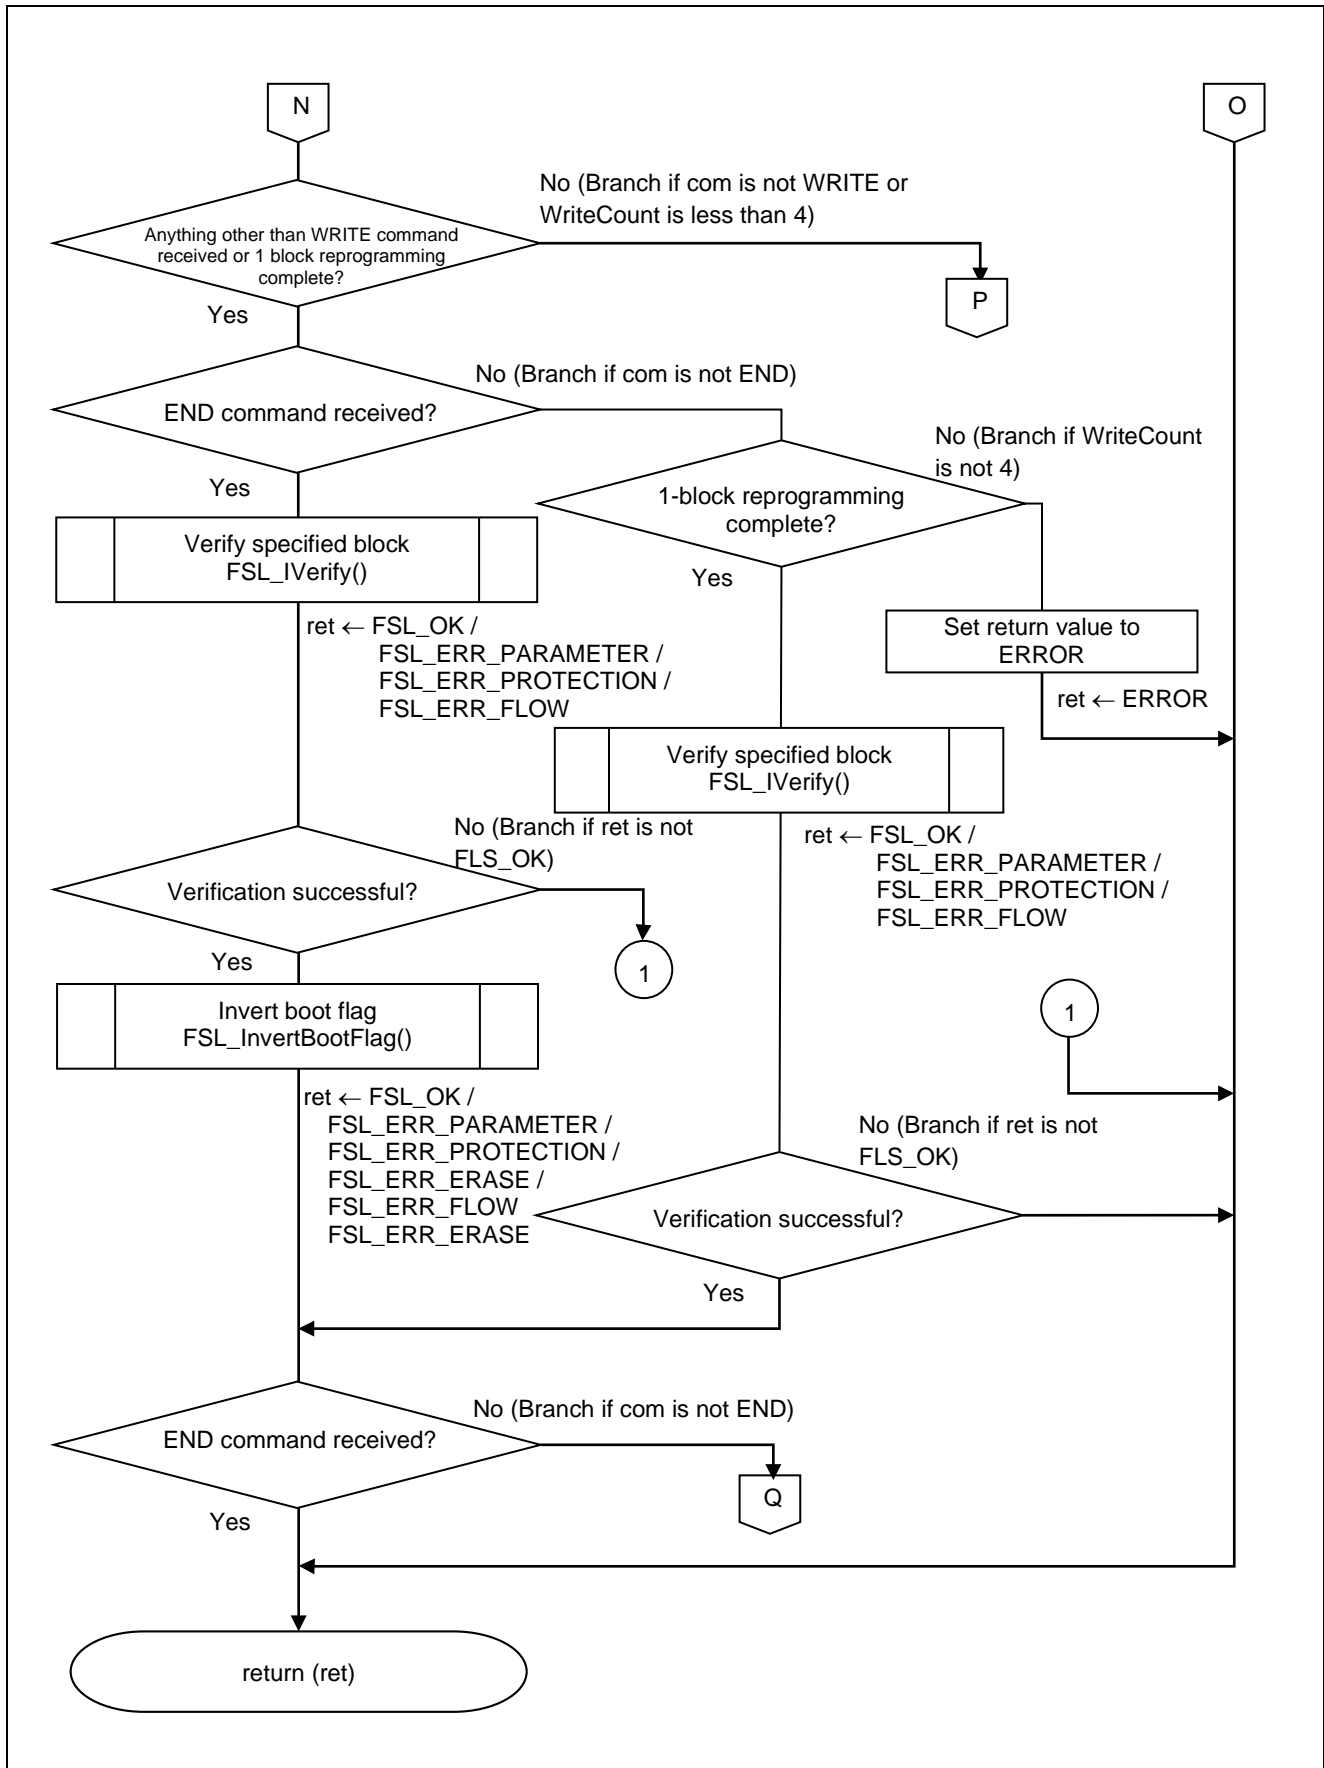 N
O
No (Branch if com is not WRITE or
WriteCount is less than 4)
Anything other than WRITE command
received or 1 block reprogramming
complete?
P
Yes
No (Branch if com is not END)
END command received?
No (Branch if WriteCount
is not 4)
Yes
1-block reprogramming
complete?
Verify specified block
FSL_IVerify()
Yes
ret ← FSL_OK /
FSL_ERR_PARAMETER /
FSL_ERR_PROTECTION /
FSL_ERR_FLOW
Set return value to
ERROR
ret ← ERROR
Verify specified block
FSL_IVerify()
No (Branch if ret is not
FLS_OK)
ret ← FSL_OK /
FSL_ERR_PARAMETER /
FSL_ERR_PROTECTION /
FSL_ERR_FLOW
Verification successful?
Yes
1
Invert boot flag
FSL_InvertBootFlag()
1
ret ← FSL_OK /
FSL_ERR_PARAMETER /
FSL_ERR_PROTECTION /
FSL_ERR_ERASE /
FSL_ERR_FLOW
FSL_ERR_ERASE
No (Branch if ret is not
FLS_OK)
Verification successful?
Yes
No (Branch if com is not END)
END command received?
Q
Yes
return (ret)